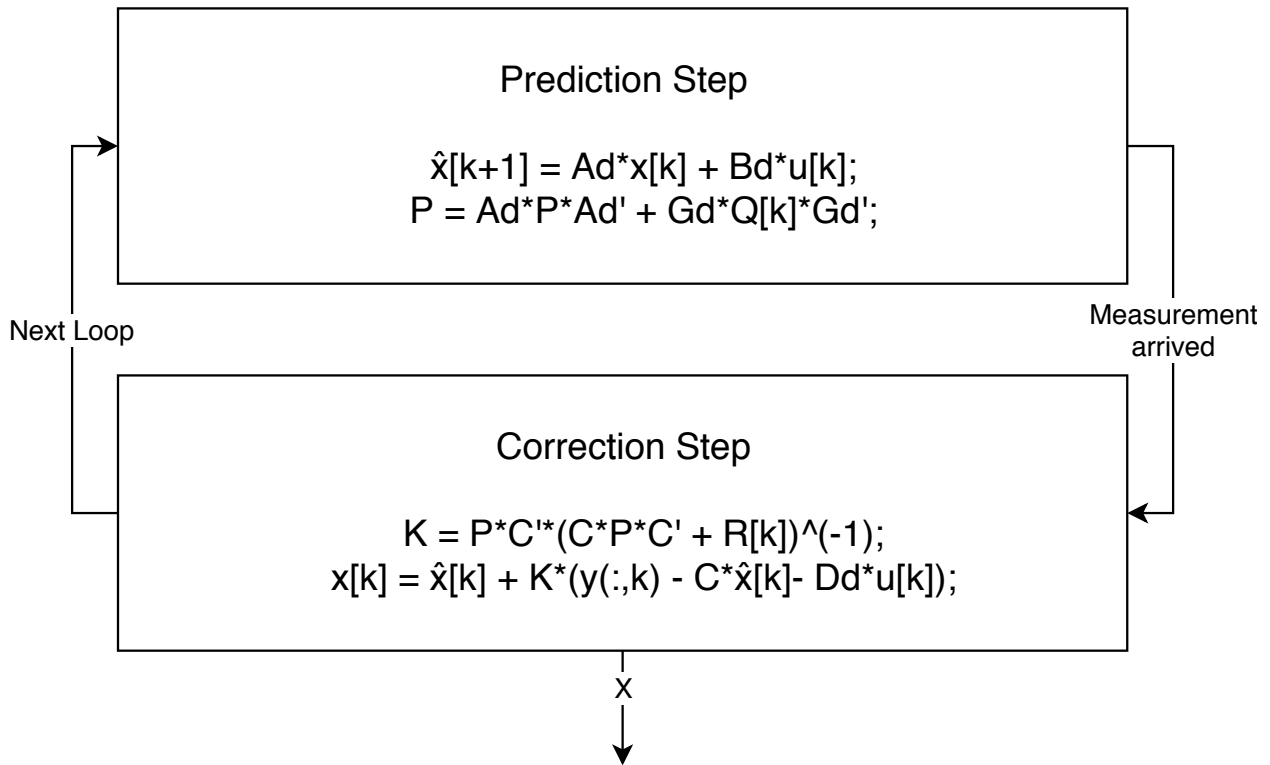 Prediction Step
x̂[k+1] = Ad*x[k] + Bd*u[k];
P = Ad*P*Ad' + Gd*Q[k]*Gd';
Next Loop
Measurement
arrived
Correction Step
K = P*C'*(C*P*C' + R[k])^(-1);
x[k] = x̂[k] + K*(y(:,k) - C*x̂[k]- Dd*u[k]);
x